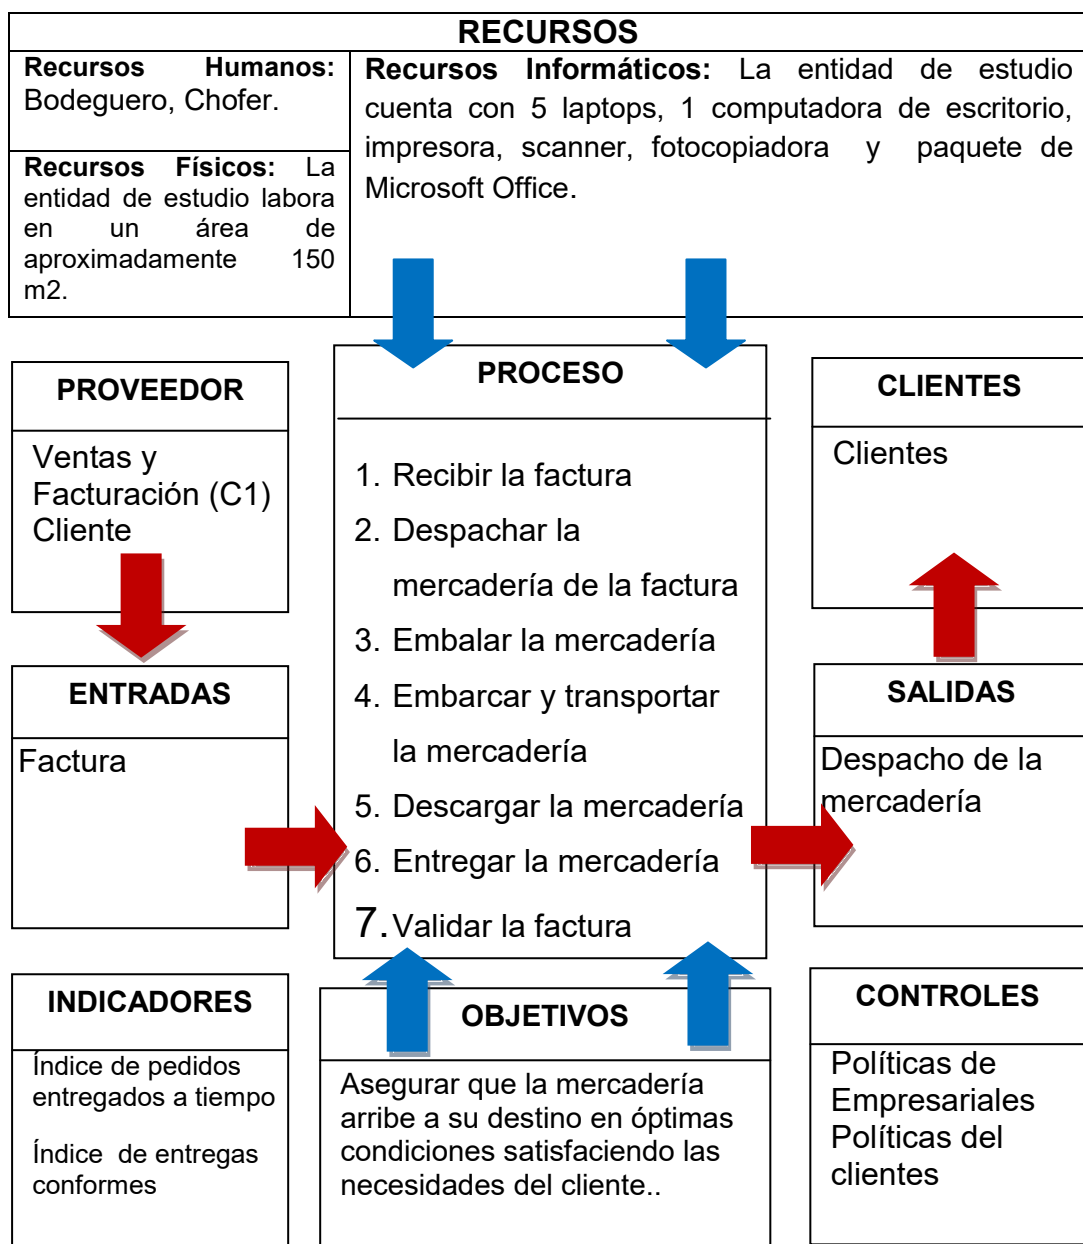 RECURSOS
Recursos Humanos:
Bodeguero, Chofer.
Recursos Físicos: La
entidad de estudio labora
en un área de
aproximadamente 150
m2.
Recursos Informáticos: La entidad de estudio
cuenta con 5 laptops, 1 computadora de escritorio,
impresora, scanner, fotocopiadora y paquete de
Microsoft Office.
PROVEEDOR
Ventas y
Facturación (C1)
Cliente
ENTRADAS
Factura
PROCESO
1. Recibir la factura
2. Despachar la
mercadería de la factura
3. Embalar la mercadería
4. Embarcar y transportar
la mercadería
5. Descargar la mercadería
6. Entregar la mercadería
7. Validar la factura
CLIENTES
Clientes
SALIDAS
Despacho de la
mercadería
INDICADORES
Índice de pedidos
entregados a tiempo
Índice de entregas
conformes
OBJETIVOS
Asegurar que la mercadería
arribe a su destino en óptimas
condiciones satisfaciendo las
necesidades del cliente..
CONTROLES
Políticas de
Empresariales
Políticas del
clientes